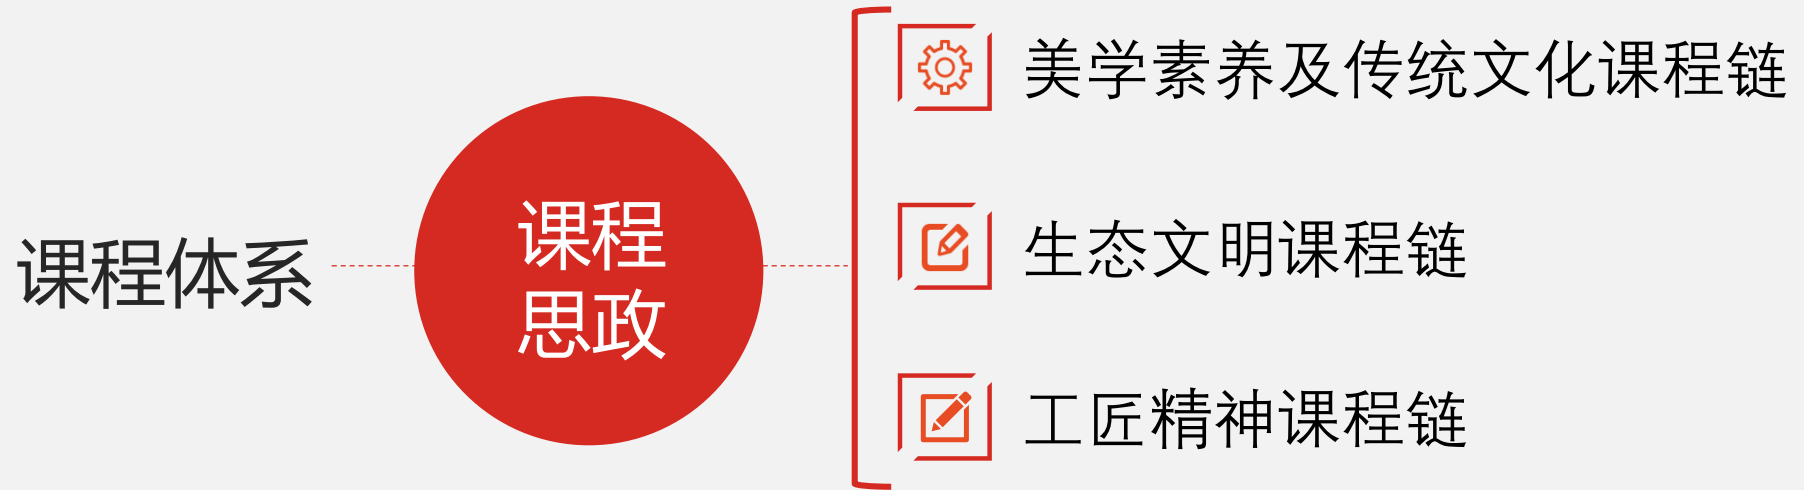 课程体系
课程
思政
美学素养及传统文化课程链
生态文明课程链
工匠精神课程链